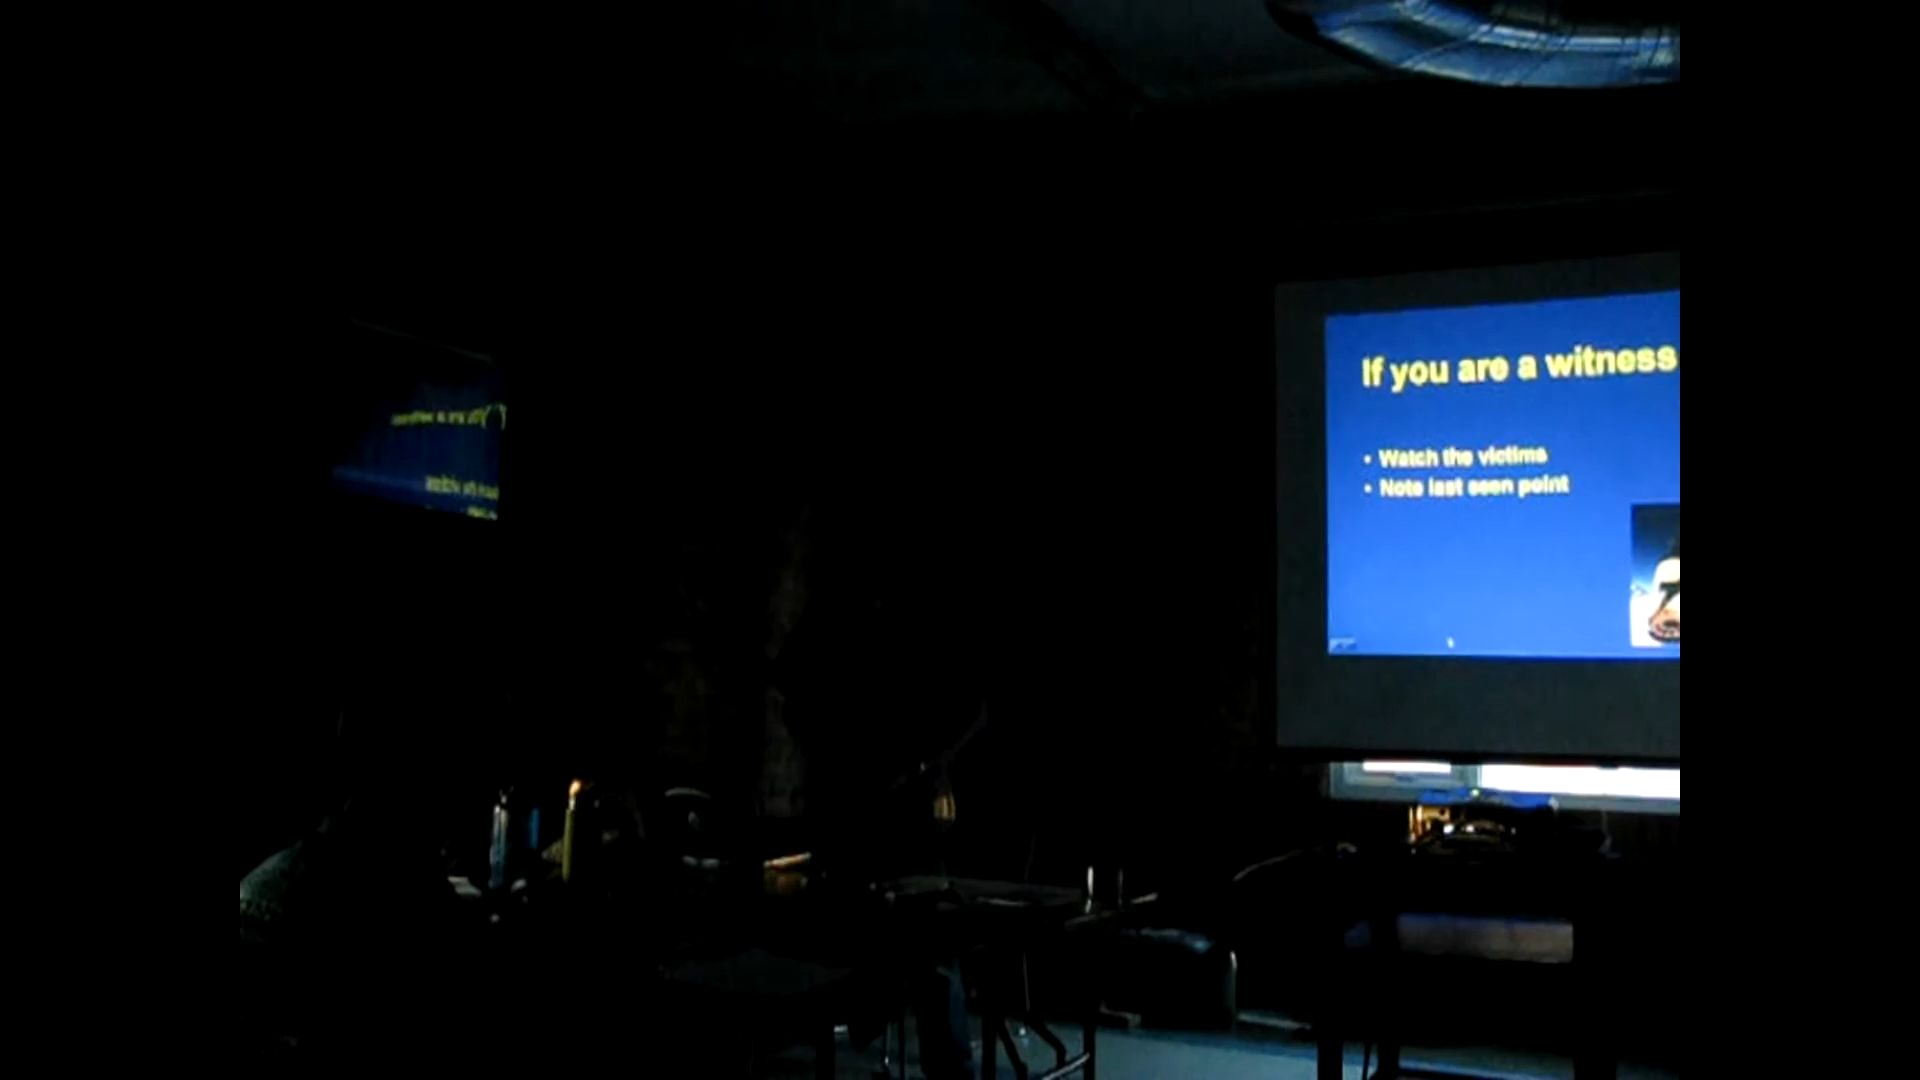 If you are a witness
• Watch the victims
• Note last seen point